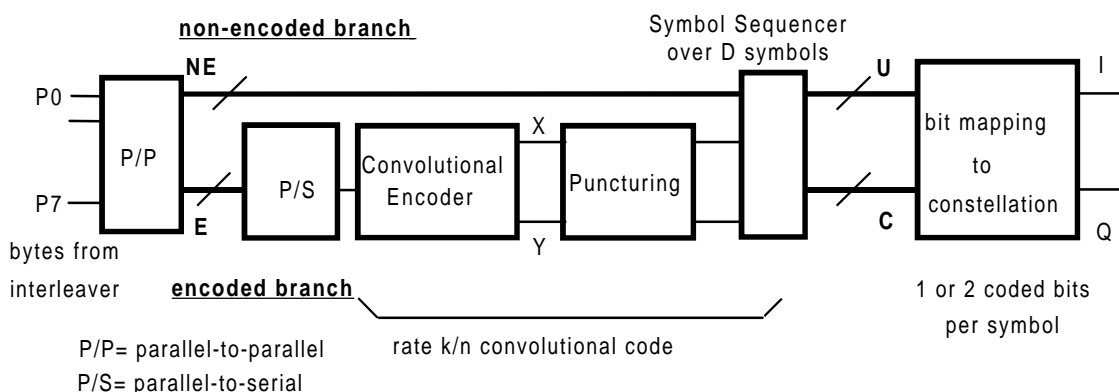 non-encoded branch
Symbol Sequencer
over D symbols
NE
U
I
P0
P/P
X
bit mapping
to
constellation
P/S
Convolutional
Encoder
Puncturing
P7
E
Y
C
Q
bytes from
interleaver
encoded branch
1 or 2 coded bits
per symbol
rate k/n convolutional code
P/P= parallel-to-parallel
P/S= parallel-to-serial